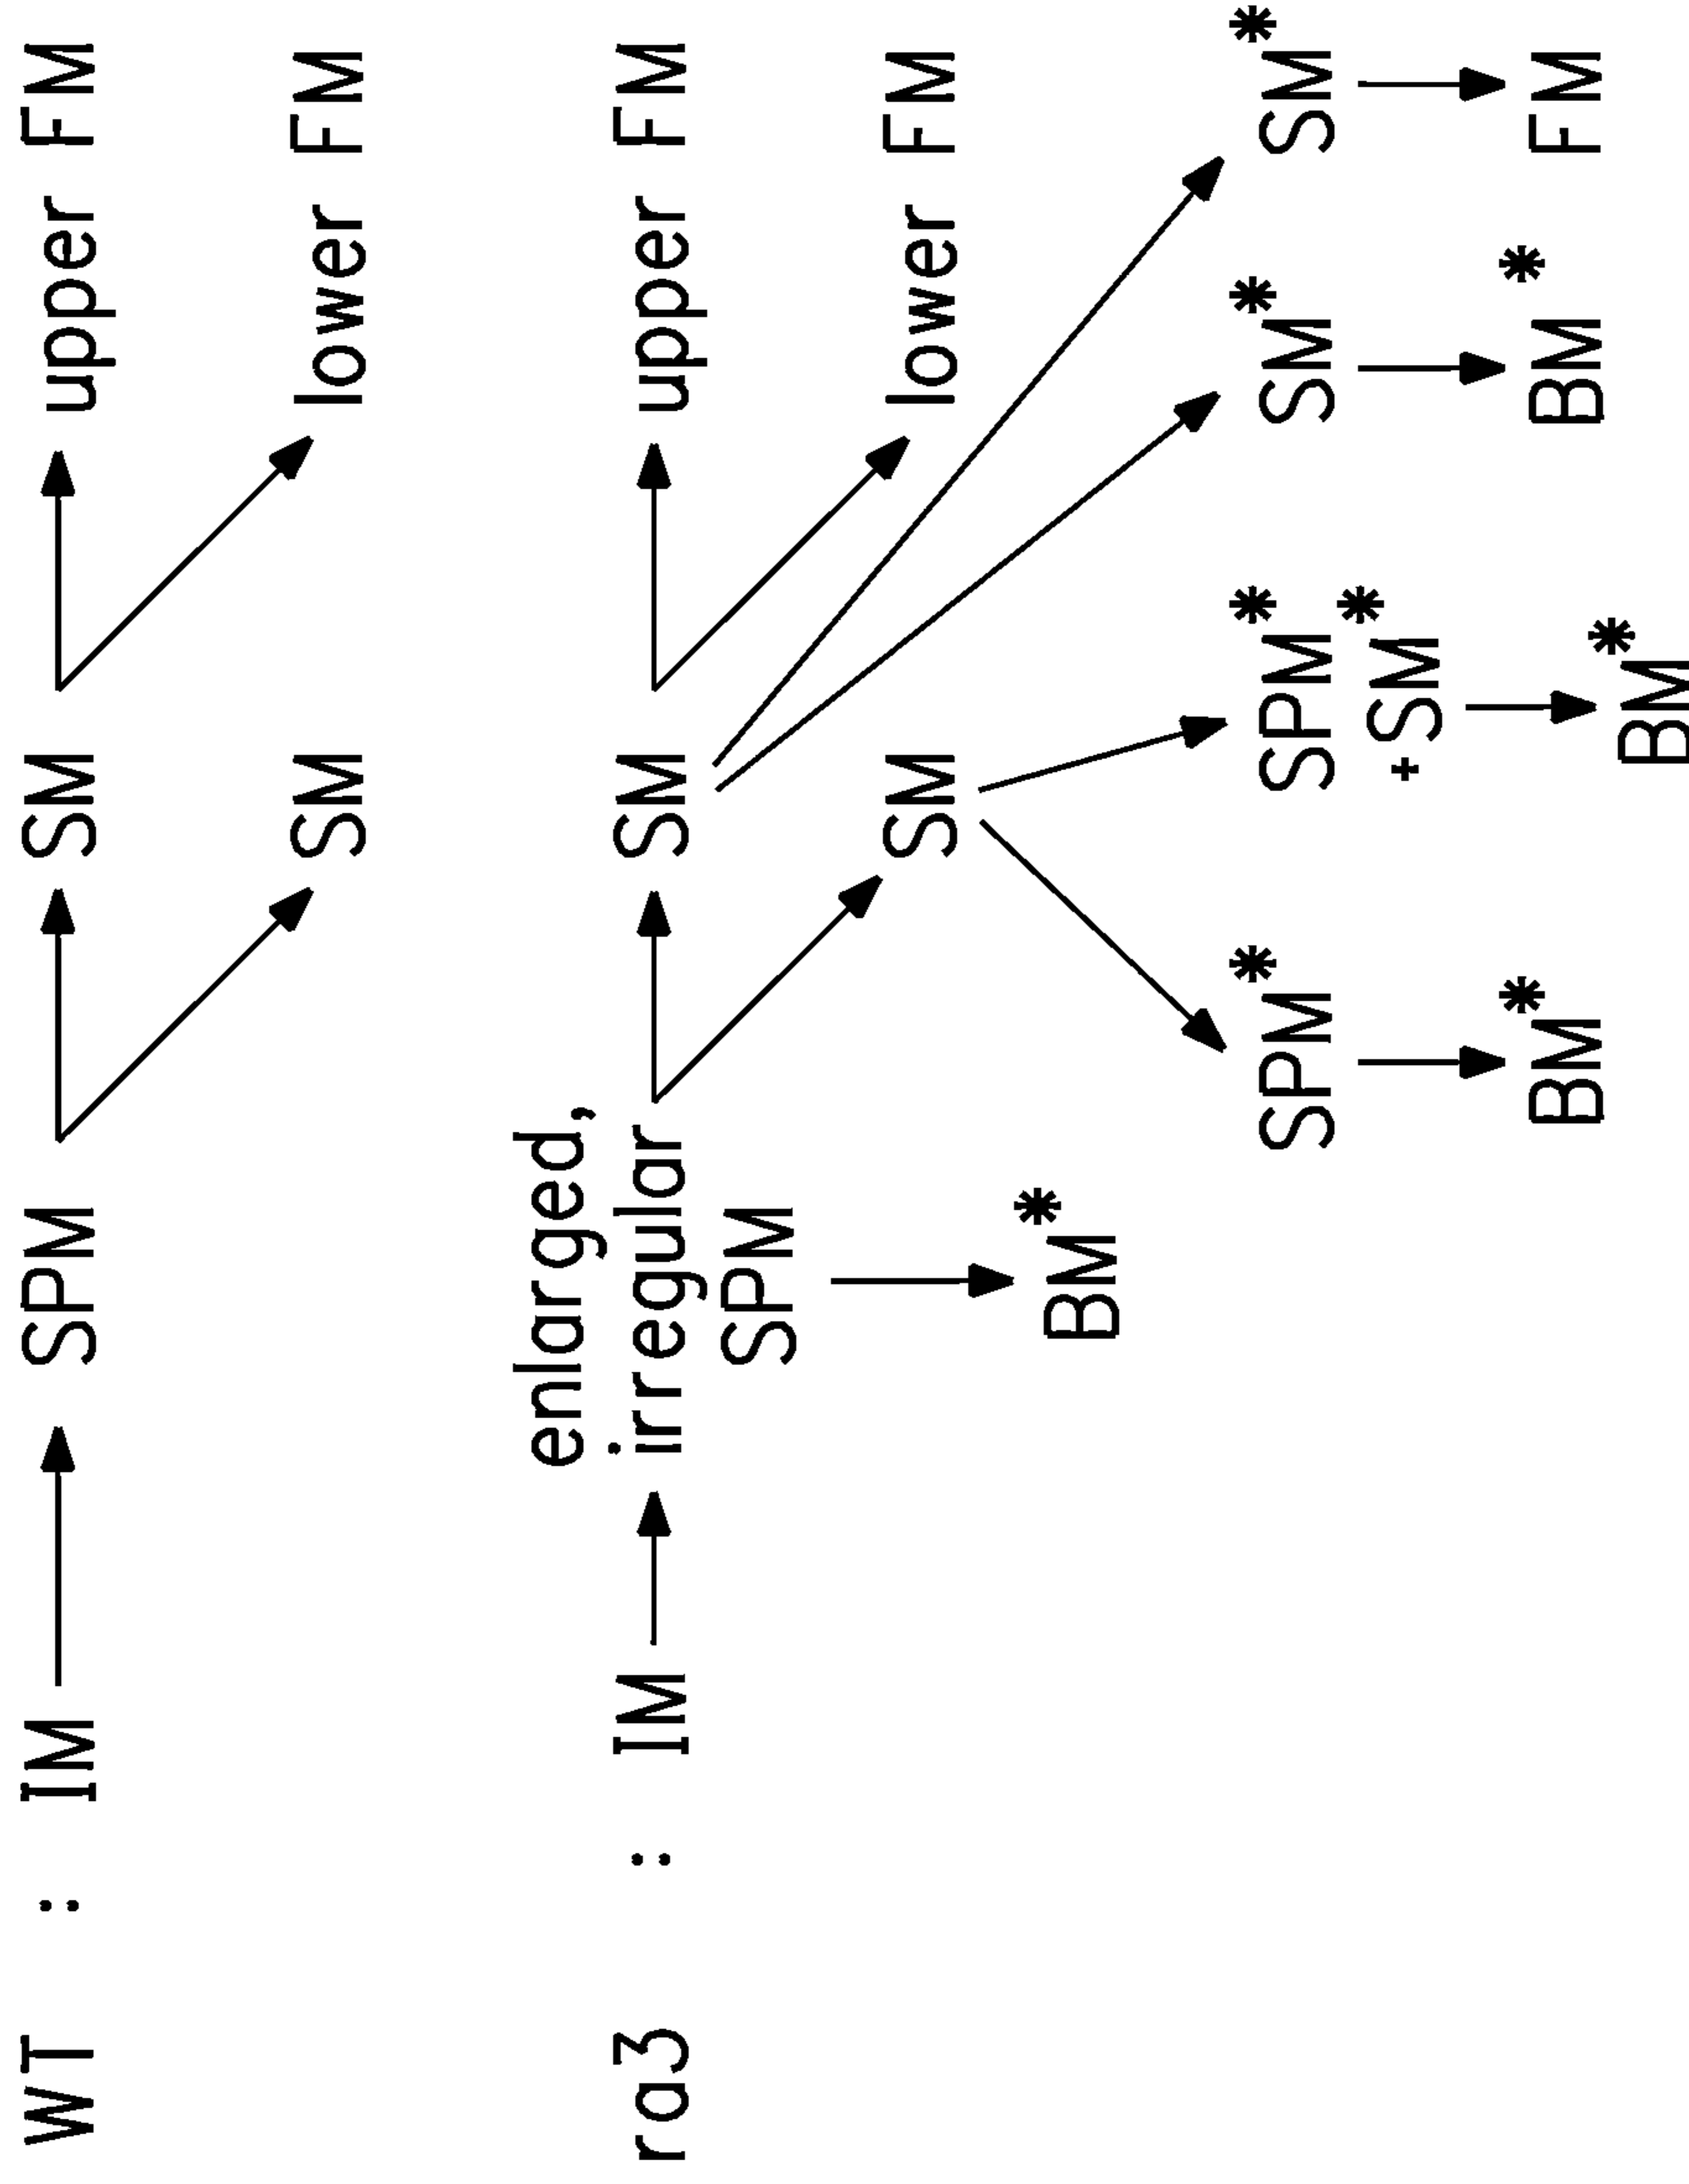 WT : IM SPM SM upper FM
SM lower FM
enlarged,
ra3 : IM irregular SM upper FM
SPM
SM lower FM
BM*
SPM* SPM* SM* SM*
+SM*
BM* BM* FM
BM*